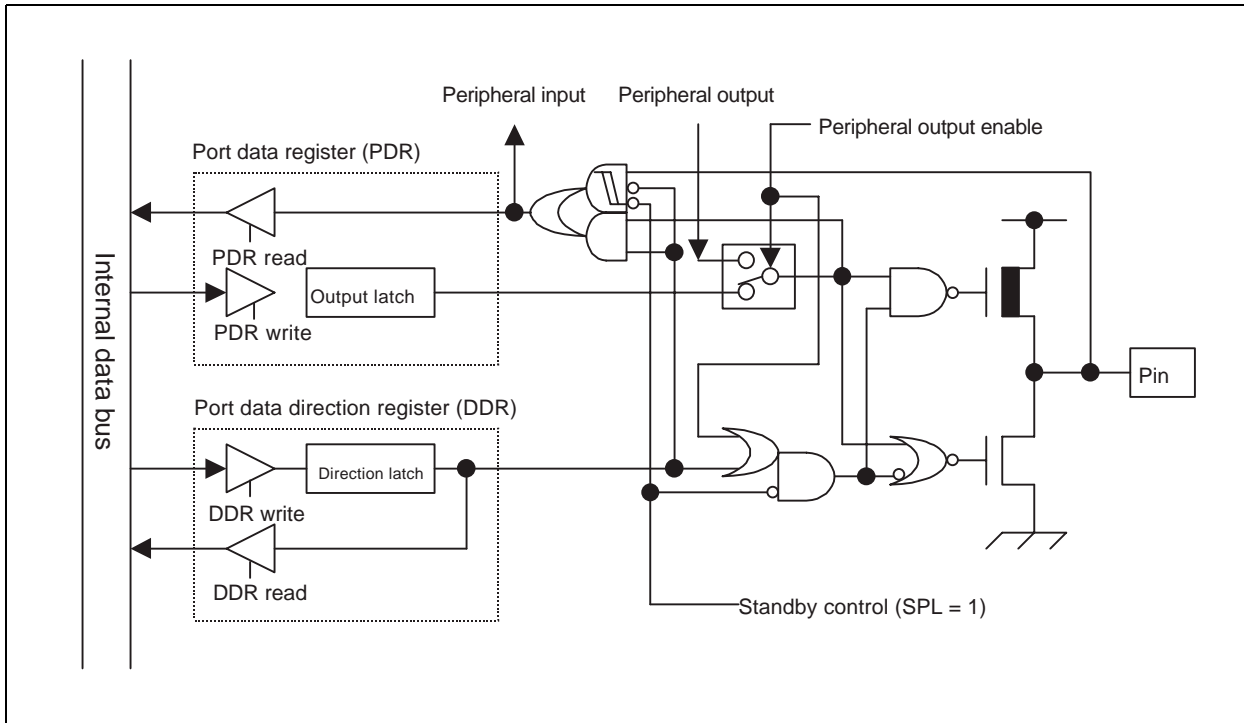 Peripheral input
Peripheral output
Peripheral output enable
Port data register (PDR)
PDR read
Output latch
PDR write
Internal data bus
Pin
Port data direction register (DDR)
Direction latch
DDR write
DDR read
Standby control (SPL = 1)